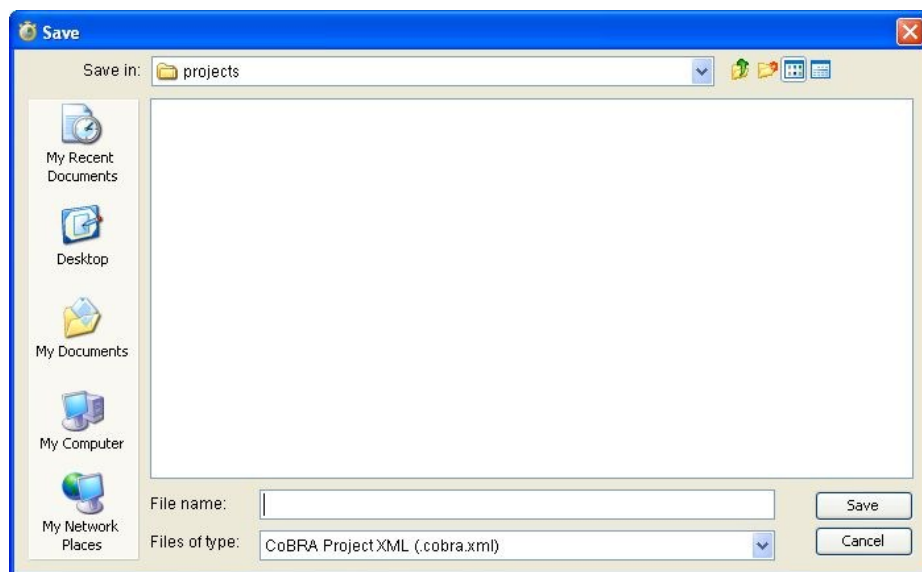 Save
Save in: projects
My Recent
Documents
Desktop
My Documents
My Computer
My Network
Places
File name:
Save
Files of type: CoBRA Project XML (.cobra.xml)
Cancel